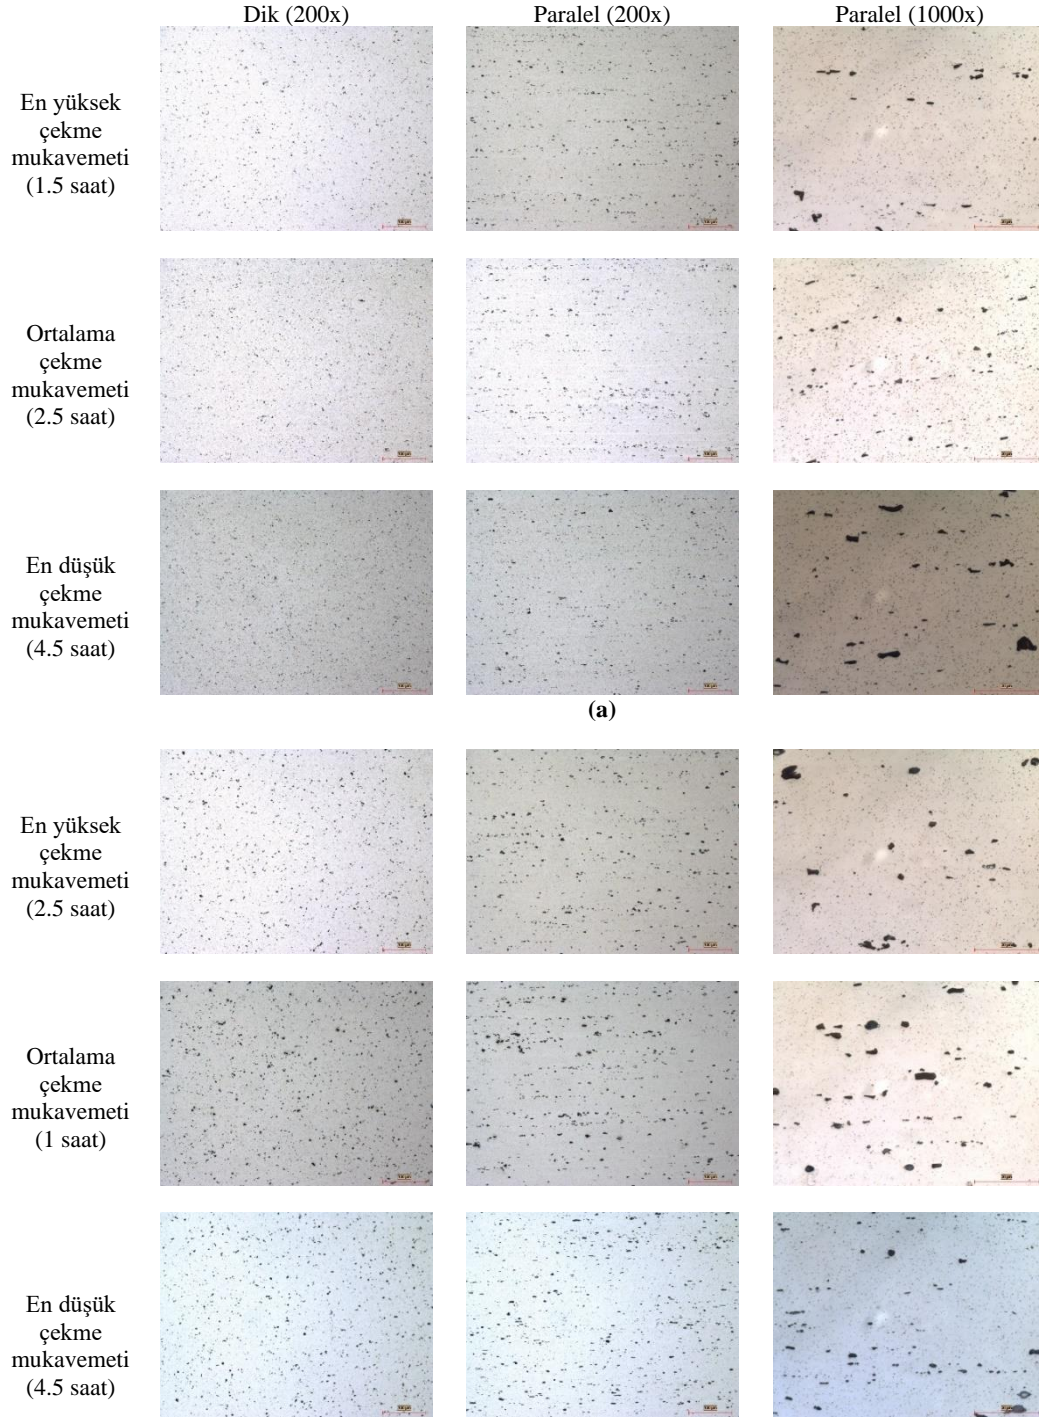 Dik (200x) Paralel (200x) Paralel (1000x)
En yüksek
çekme
mukavemeti
(1.5 saat)
Ortalama
çekme
mukavemeti
(2.5 saat)
En düşük
çekme
mukavemeti
(4.5 saat)
(a)
En yüksek
çekme
mukavemeti
(2.5 saat)
Ortalama
çekme
mukavemeti
(1 saat)
En düşük
çekme
mukavemeti
(4.5 saat)